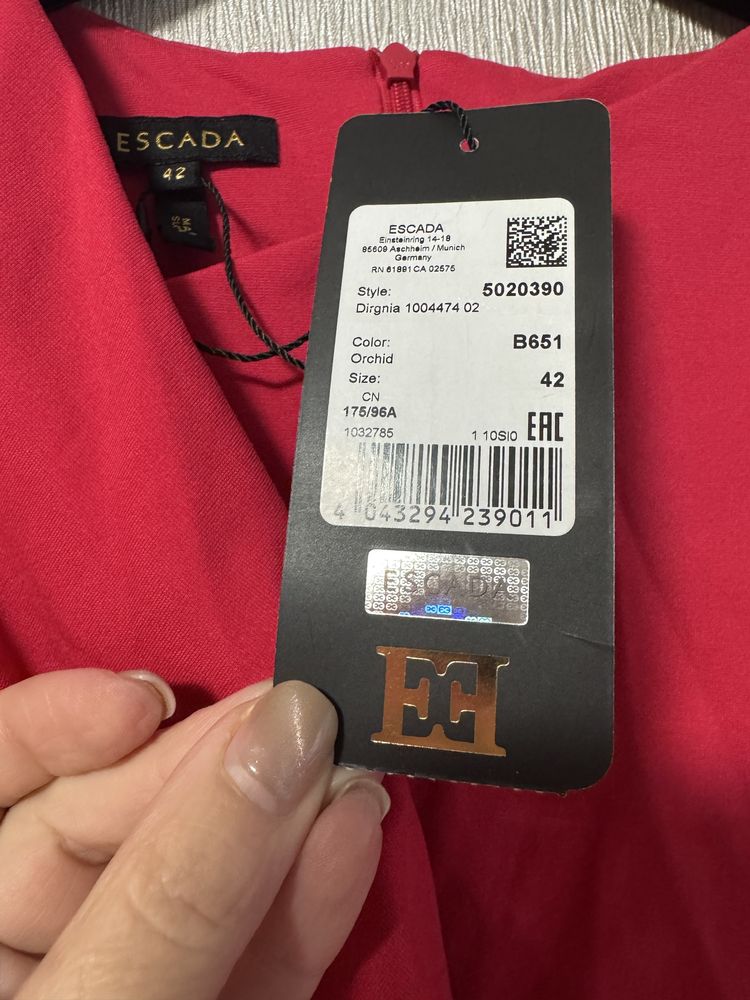 ESCADA
42
ESCADA
Einsteinring 14-18
85609 Aschheim / Munich
Germany
RN 61891 CA 02575
Style: 5020390
Dirgnia 1004474 02
Color: B651
Orchid
Size: 42
CN
175/96A
1032785 1 10SI0 EAC
4 043294 239011
ESCADA